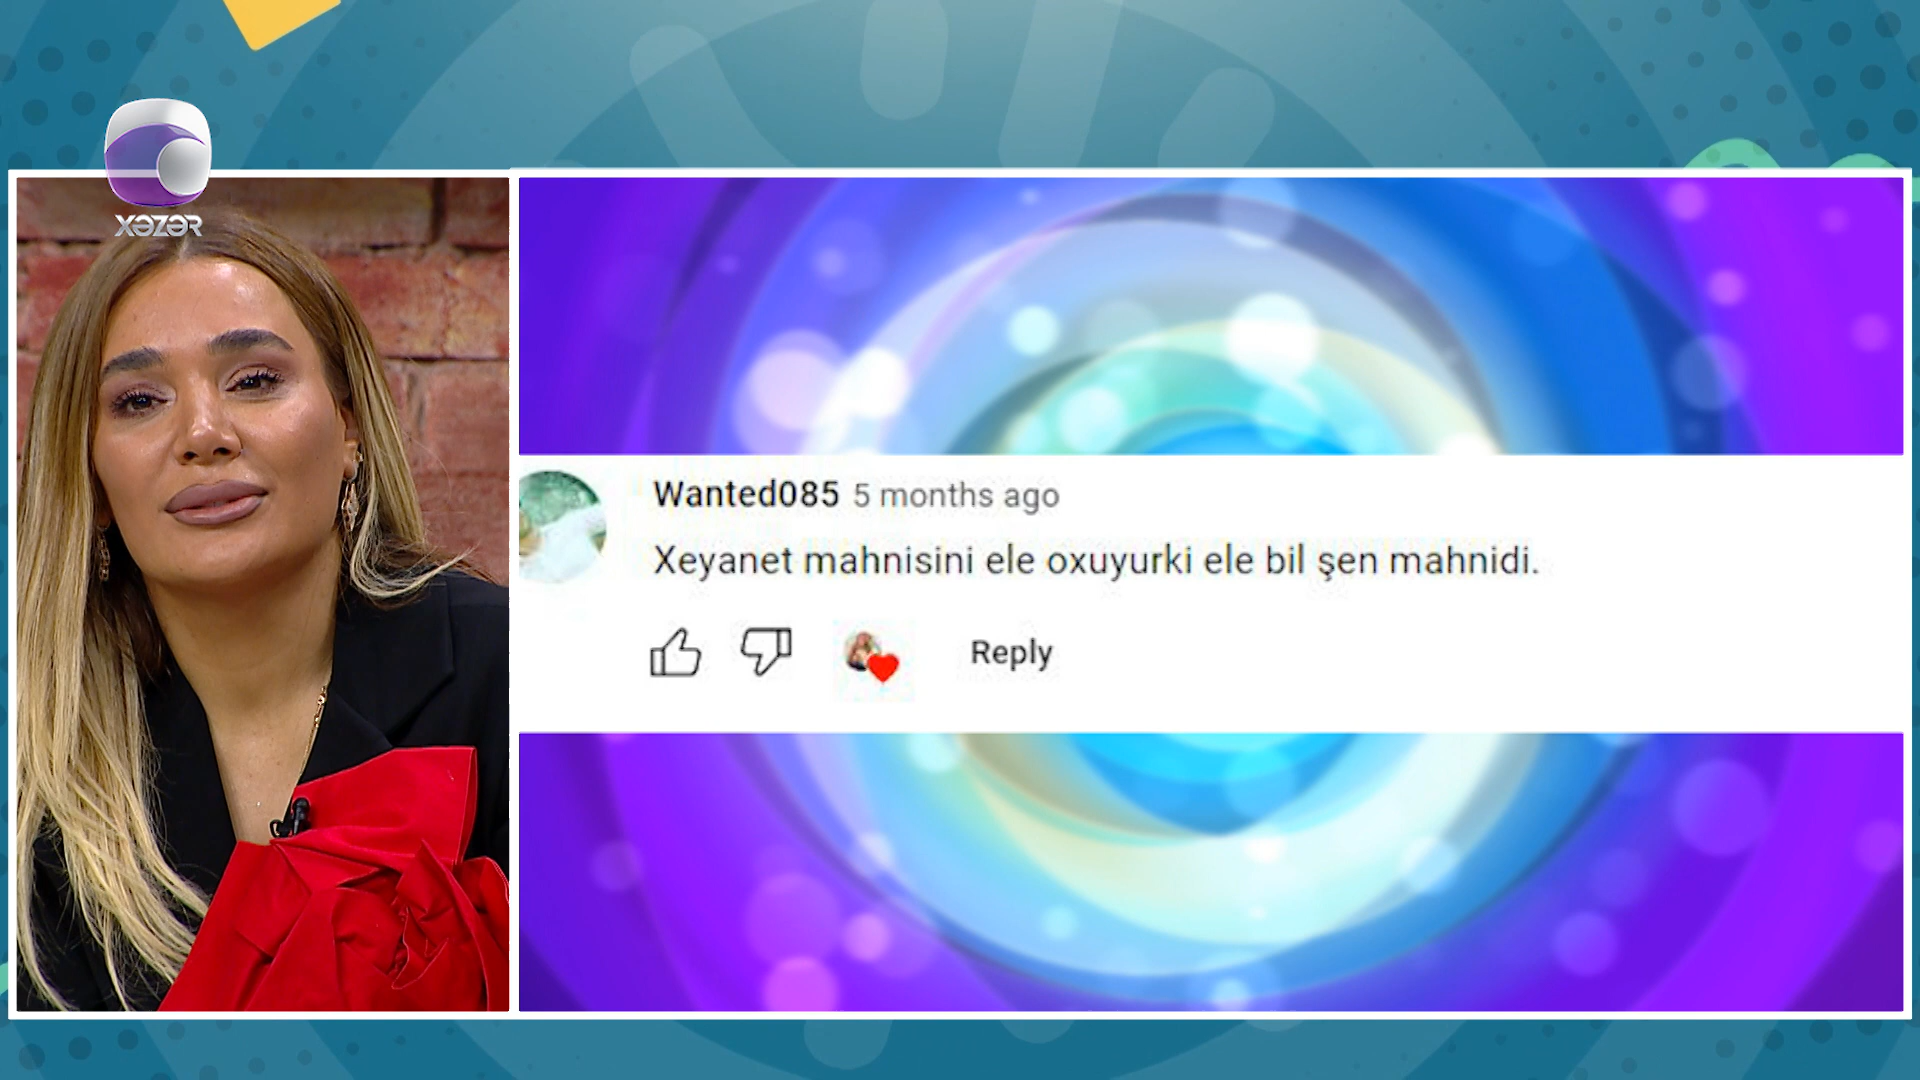 XəZəR
Wanted085 5 months ago
Xeyanet mahnisini ele oxuyurki ele bil şen mahnidi.
Reply